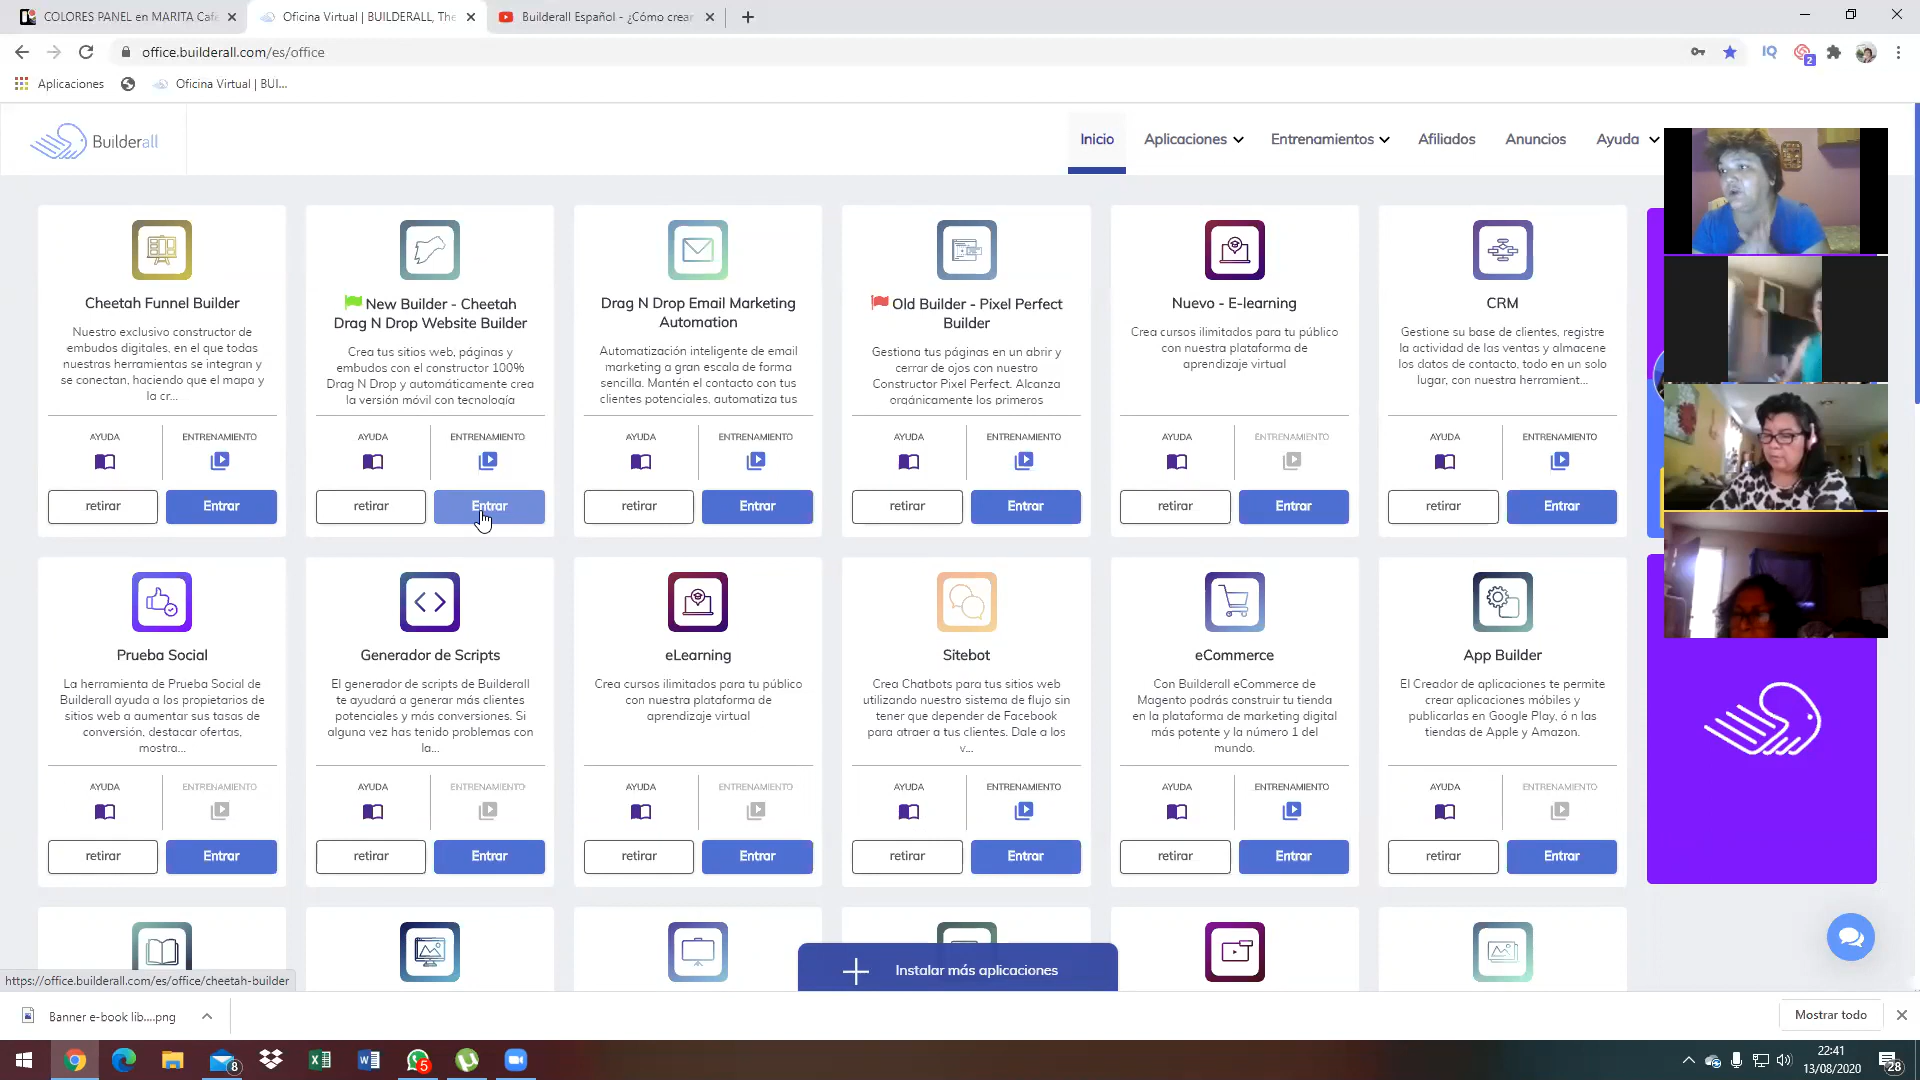 COLORES PANEL en MARITA Cafe
Oficina Virtual | BUILDERALL, The
Builderall Español - ¿Cómo crear
office.builderall.com/es/office
IQ
2
Aplicaciones
Oficina Virtual | BUI...
Builderall
Inicio
Aplicaciones
Entrenamientos
Afiliados
Anuncios
Ayuda
Cheetah Funnel Builder
Nuestro exclusivo constructor de
embudos digitales, en el que todas
nuestras herramientas se integran y
se conectan, haciendo que el mapa y
la cr...
AYUDA
ENTRENAMIENTO
retirar
Entrar
New Builder - Cheetah
Drag N Drop Website Builder
Crea tus sitios web, páginas y
embudos con el constructor 100%
Drag N Drop y automáticamente crea
la versión móvil con tecnología
AYUDA
ENTRENAMIENTO
retirar
Entrar
Drag N Drop Email Marketing
Automation
Automatización inteligente de email
marketing a gran escala de forma
sencilla. Mantén el contacto con tus
clientes potenciales, automatiza tus
AYUDA
ENTRENAMIENTO
retirar
Entrar
Old Builder - Pixel Perfect
Builder
Gestiona tus páginas en un abrir y
cerrar de ojos con nuestro
Constructor Pixel Perfect. Alcanza
orgánicamente los primeros
AYUDA
ENTRENAMIENTO
retirar
Entrar
Nuevo - E-learning
Crea cursos ilimitados para tu público
con nuestra plataforma de
aprendizaje virtual
AYUDA
ENTRENAMIENTO
retirar
Entrar
CRM
Gestione su base de clientes, registre
la actividad de las ventas y almacene
los datos de contacto, todo en un solo
lugar, con nuestra herramient...
AYUDA
ENTRENAMIENTO
retirar
Entrar
Prueba Social
La herramienta de Prueba Social de
Builderall ayuda a los propietarios de
sitios web a aumentar sus tasas de
conversión, destacar ofertas,
mostra...
AYUDA
ENTRENAMIENTO
retirar
Entrar
Generador de Scripts
El generador de scripts de Builderall
te ayudará a generar más clientes
potenciales y más conversiones. Si
alguna vez has tenido problemas con
la...
AYUDA
ENTRENAMIENTO
retirar
Entrar
eLearning
Crea cursos ilimitados para tu público
con nuestra plataforma de
aprendizaje virtual
AYUDA
ENTRENAMIENTO
retirar
Entrar
Sitebot
Crea Chatbots para tus sitios web
utilizando nuestro sistema de flujo sin
tener que depender de Facebook
para atraer a tus clientes. Dale a los
v...
AYUDA
ENTRENAMIENTO
retirar
Entrar
eCommerce
Con Builderall eCommerce de
Magento podrás construir tu tienda
en la plataforma de marketing digital
más potente y la número 1 del
mundo.
AYUDA
ENTRENAMIENTO
retirar
Entrar
App Builder
El Creador de aplicaciones te permite
crear aplicaciones móbiles y
publicarlas en Google Play, ó n las
tiendas de Apple y Amazon.
AYUDA
ENTRENAMIENTO
retirar
Entrar
Instalar más aplicaciones
https://office.builderall.com/es/office/cheetah-builder
Banner e-book lib....png
Mostrar todo
8
5
22:41
13/08/2020
28